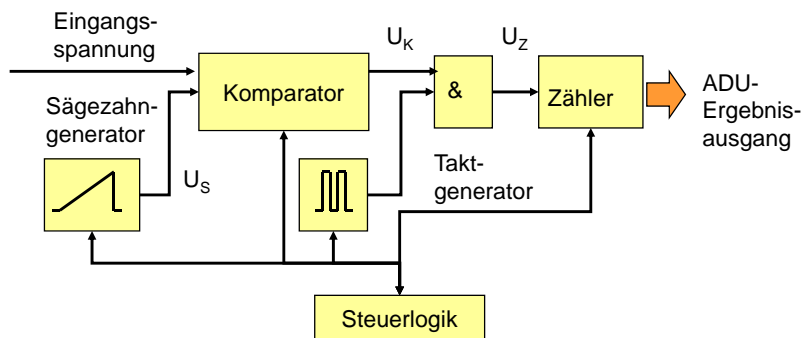 Eingangs-
spannung
U_K
U_Z
Komparator
&
Zähler
ADU-
Ergebnis-
ausgang
Sägezahn-
generator
U_S
Takt-
generator
Steuerlogik